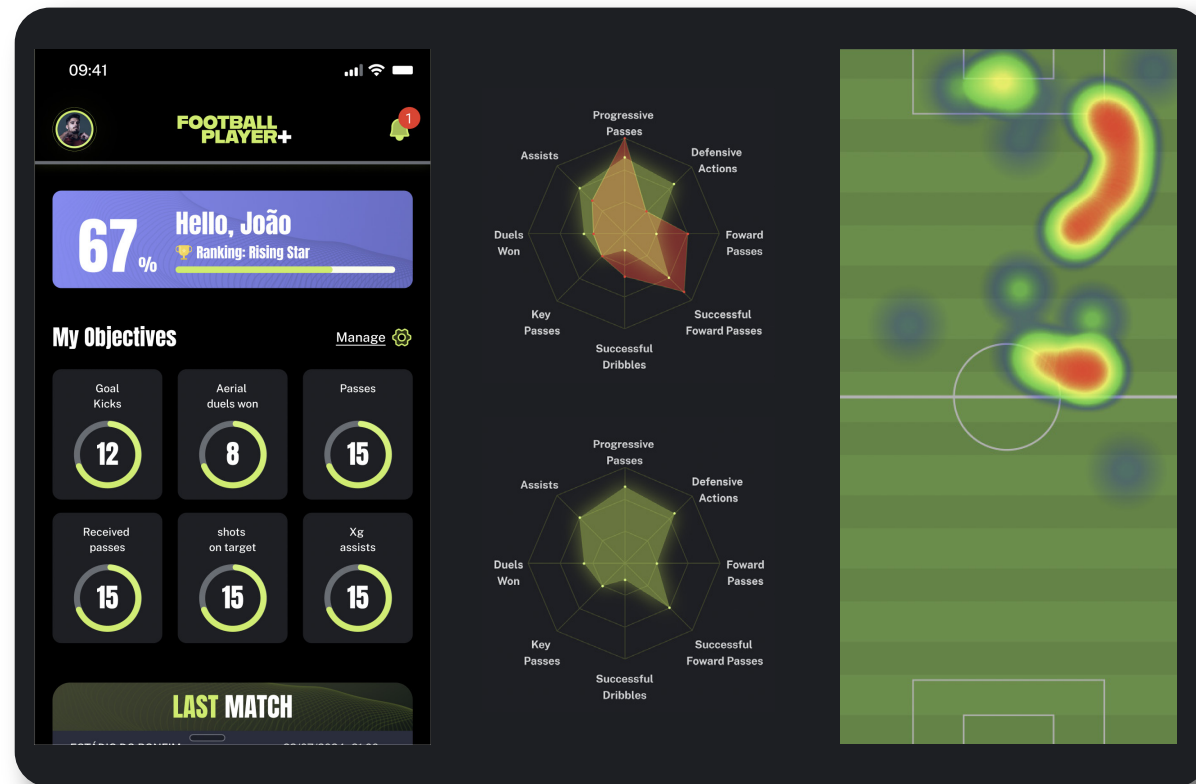 09:41
FOOTBALL
PLAYER+
1
67%
Hello, João
Ranking: Rising Star
My Objectives
Manage
Goal
Kicks
12
Aerial
duels won
8
Passes
15
Received
passes
15
shots
on target
15
Xg
assists
15
LAST MATCH
Progressive
Passes
Assists
Defensive
Actions
Duels
Won
Foward
Passes
Key
Passes
Successful
Foward Passes
Successful
Dribbles
Progressive
Passes
Assists
Defensive
Actions
Duels
Won
Foward
Passes
Key
Passes
Successful
Foward Passes
Successful
Dribbles